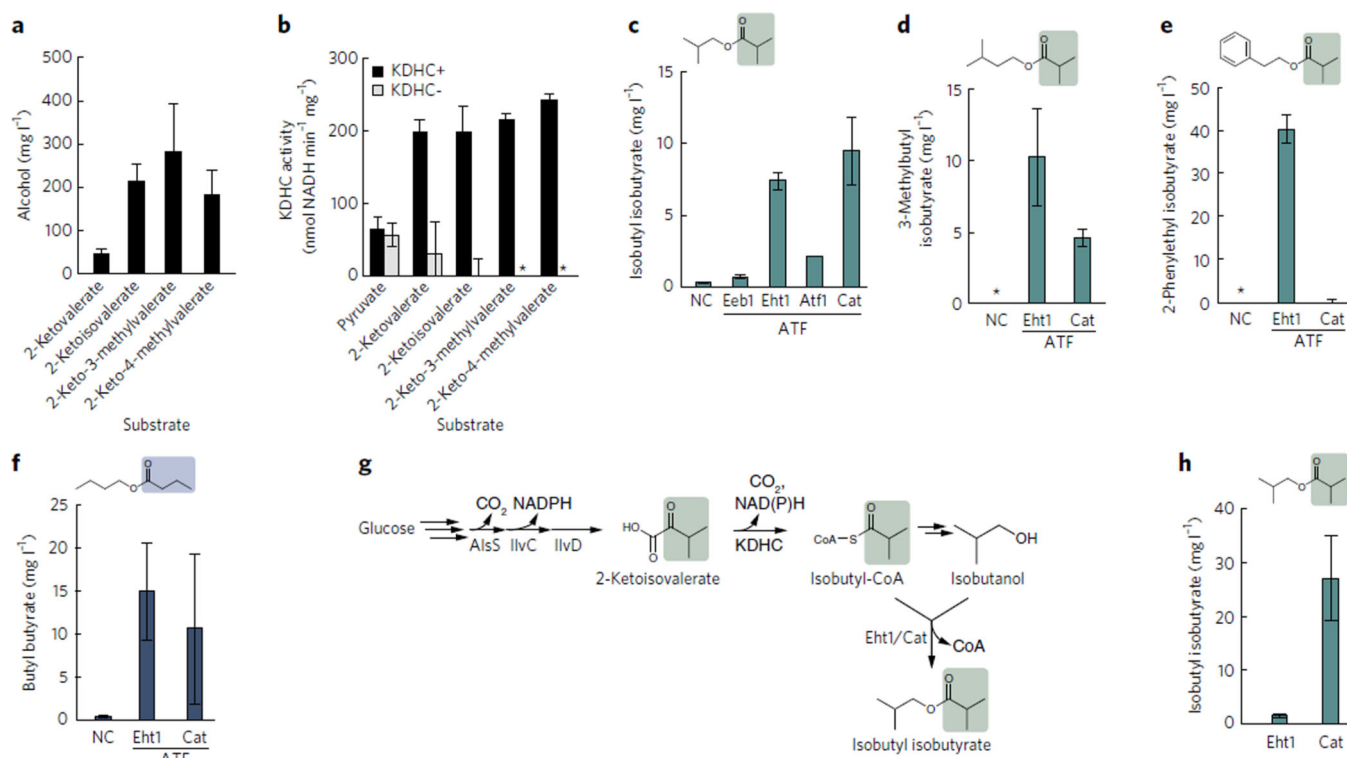 a
Alcohol (mg l⁻¹)
500
400
300
200
100
0
2-Ketovalerate
2-Ketoisovalerate
2-Keto-3-methylvalerate
2-Keto-4-methylvalerate
Substrate
b
KDHC activity
(nmol NADH min⁻¹ mg⁻¹)
300
200
100
0
KDHC+
KDHC-
* *
Pyruvate
2-Ketovalerate
2-Ketoisovalerate
2-Keto-3-methylvalerate
2-Keto-4-methylvalerate
Substrate
c
O
O
Isobutyl isobutyrate (mg l⁻¹)
15
10
5
0
NC Eeb1 Eht1 Atf1 Cat
ATF
d
O
O
3-Methylbutyl
isobutyrate (mg l⁻¹)
15
10
5
0
*
NC Eht1 Cat
ATF
e
O
O
2-Phenylethyl isobutyrate (mg l⁻¹)
50
40
30
20
10
0
*
NC Eht1 Cat
ATF
f
O
O
Butyl butyrate (mg l⁻¹)
25
20
15
10
5
0
NC Eht1 Cat
ATF
g
Glucose
CO₂ NADPH
AlsS IlvC IlvD
O
HO
O
2-Ketoisovalerate
CO₂,
NAD(P)H
KDHC
O
CoA–S
Isobutyl-CoA
OH
Isobutanol
Eht1/Cat
CoA
O
O
Isobutyl isobutyrate
h
O
O
Isobutyl isobutyrate (mg l⁻¹)
40
30
20
10
0
Eht1 Cat